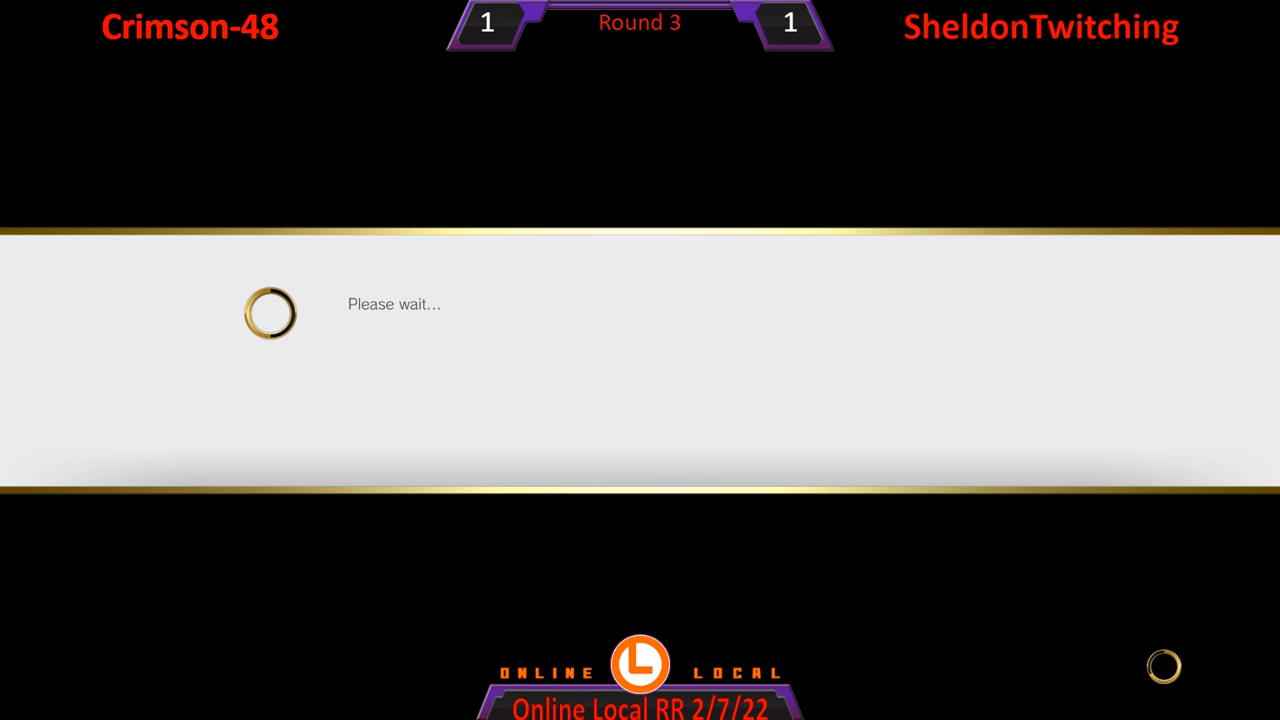 Crimson-48
1
Round 3
1
SheldonTwitching
Please wait...
ONLINE L LOCAL
Online Local RR 2/7/22